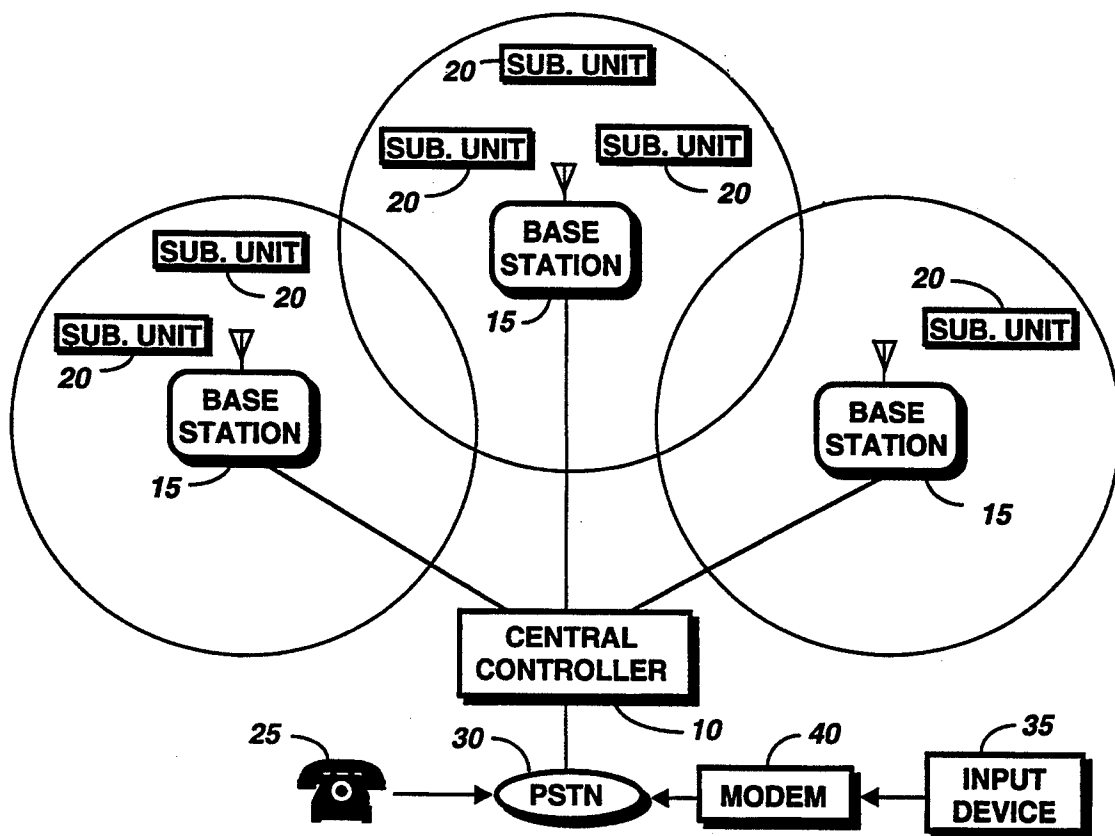 20 SUB. UNIT
SUB. UNIT
20
SUB. UNIT
20
BASE
STATION
15
SUB. UNIT
20
SUB. UNIT
20
BASE
STATION
15
20
SUB. UNIT
BASE
STATION
15
CENTRAL
CONTROLLER
10
25
30
PSTN
40
MODEM
35
INPUT
DEVICE